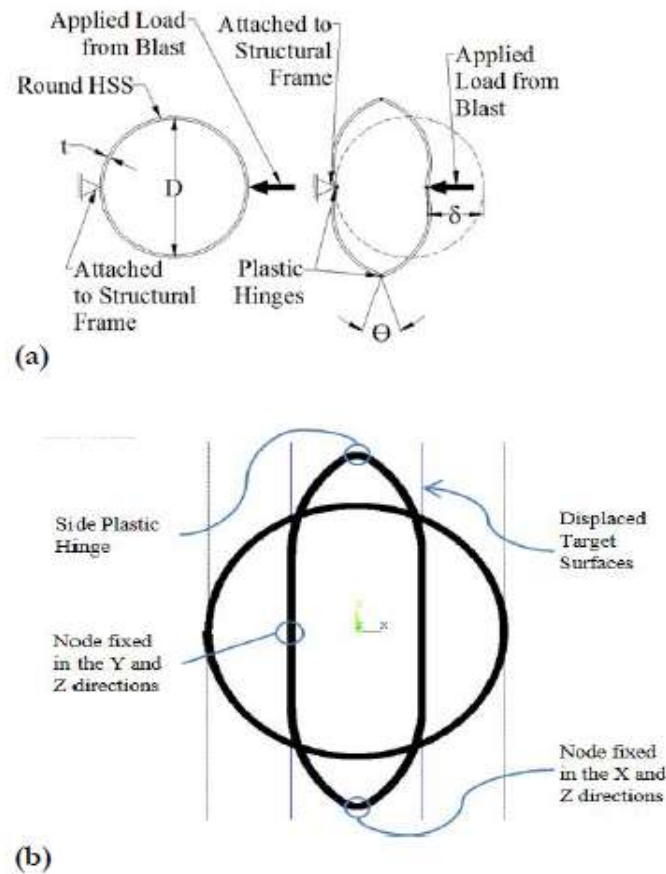 Applied Load
from Blast
Round HSS
t
D
Attached
to Structural
Frame
Attached to
Structural
Frame
Applied
Load from
Blast
δ
Plastic
Hinges
Θ
(a)
Side Plastic
Hinge
Displaced
Target
Surfaces
Node fixed
in the Y and
Z directions
X
Node fixed
in the X and
Z directions
(b)